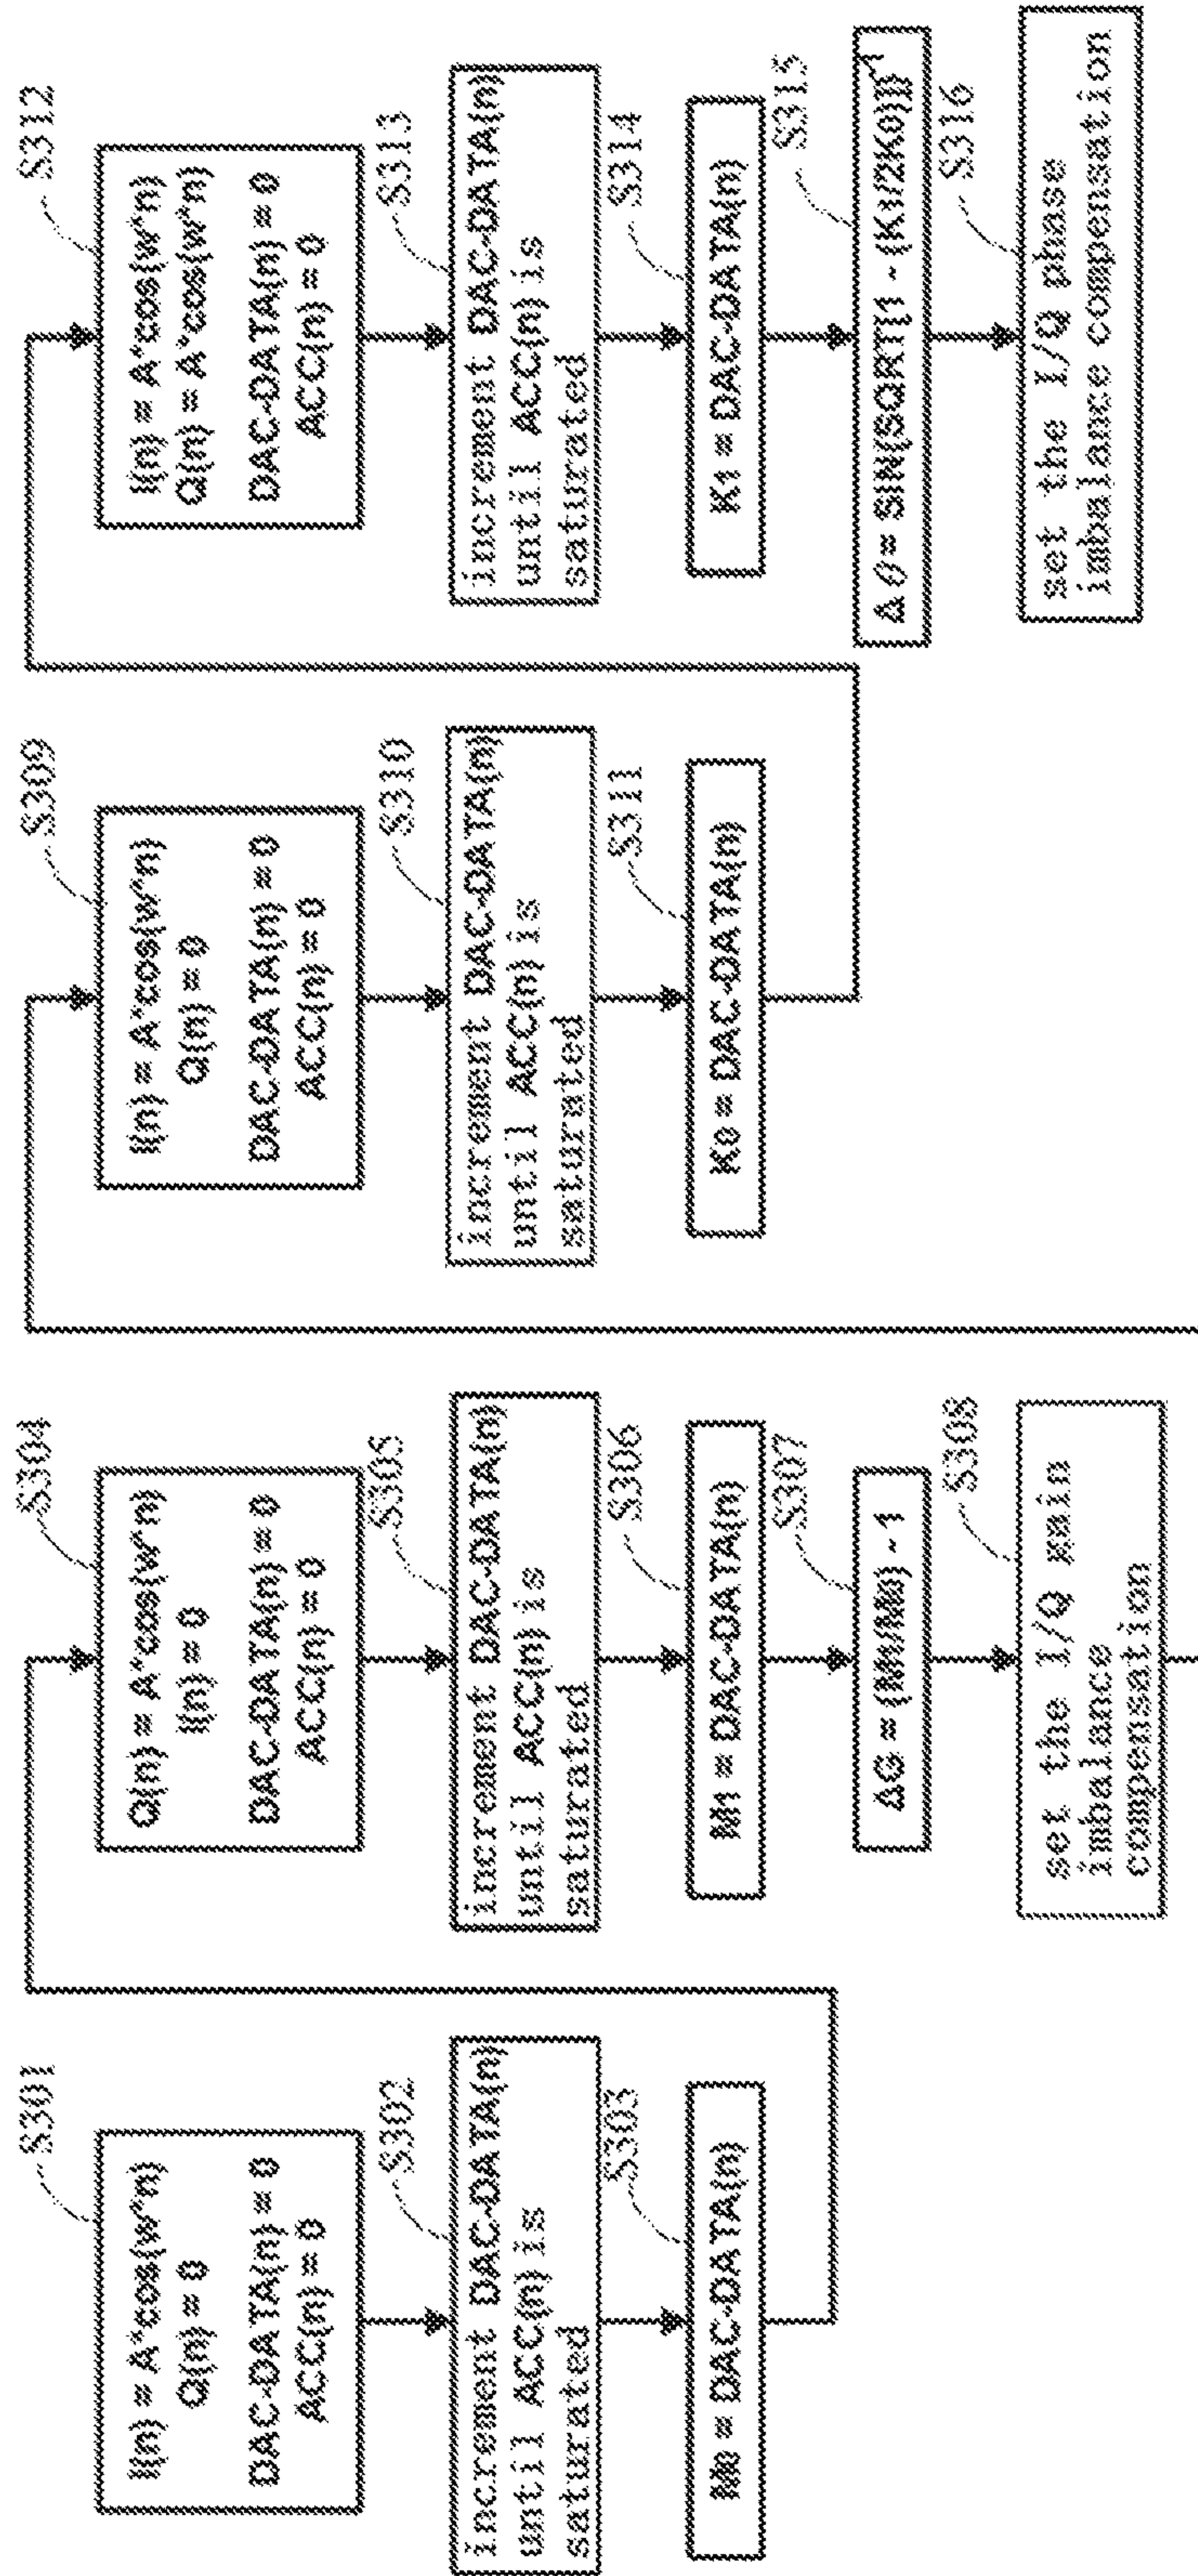 S301
I(n) = A*cos(w*n)
Q(n) = 0
DAC-DATA(n) = 0
ACC(n) = 0
S302
increment DAC-DATA(n)
until ACC(n) is
saturated
S303
M0 = DAC-DATA(n)
S304
Q(n) = A*cos(w*n)
I(n) = 0
DAC-DATA(n) = 0
ACC(n) = 0
S305
increment DAC-DATA(n)
until ACC(n) is
saturated
S306
M1 = DAC-DATA(n)
S307
ΔG = (M1/M0) - 1
S308
set the I/Q main
imbalance
compensation
S309
I(n) = A*cos(w*n)
Q(n) = 0
DAC-DATA(n) = 0
ACC(n) = 0
S310
increment DAC-DATA(n)
until ACC(n) is
saturated
S311
K0 = DAC-DATA(n)
S312
I(n) = A*cos(w*n)
Q(n) = A*cos(w*n)
DAC-DATA(n) = 0
ACC(n) = 0
S313
increment DAC-DATA(n)
until ACC(n) is
saturated
S314
K1 = DAC-DATA(n)
S315
Δθ = SIN{SQRT[1 - (K1/2K0)]}
S316
set the I/Q phase
imbalance compensation